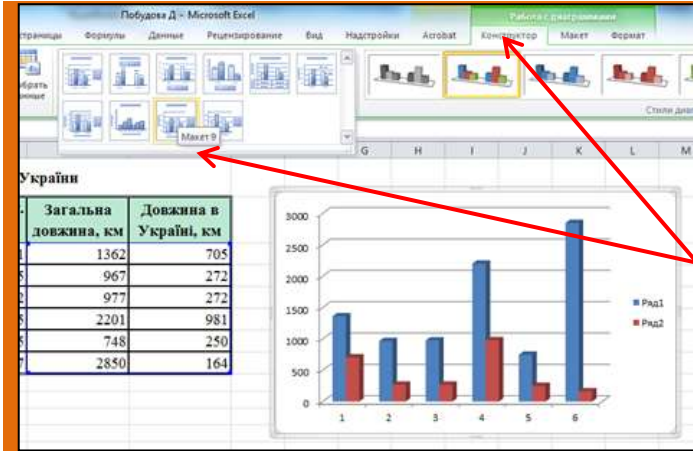 Побудова Д - Microsoft Excel
Работа с диаграммами
страницы Формулы Данные Рецензирование Вид Надстройки Acrobat Конструктор Макет Формат
Макет 9
G H I J K L M
України
Загальна довжина, км Довжина в Україні, км
1362 705
967 272
977 272
2201 981
748 250
2850 164
3000
2500
2000
1500
1000
500
0
1 2 3 4 5 6
Ряд1
Ряд2